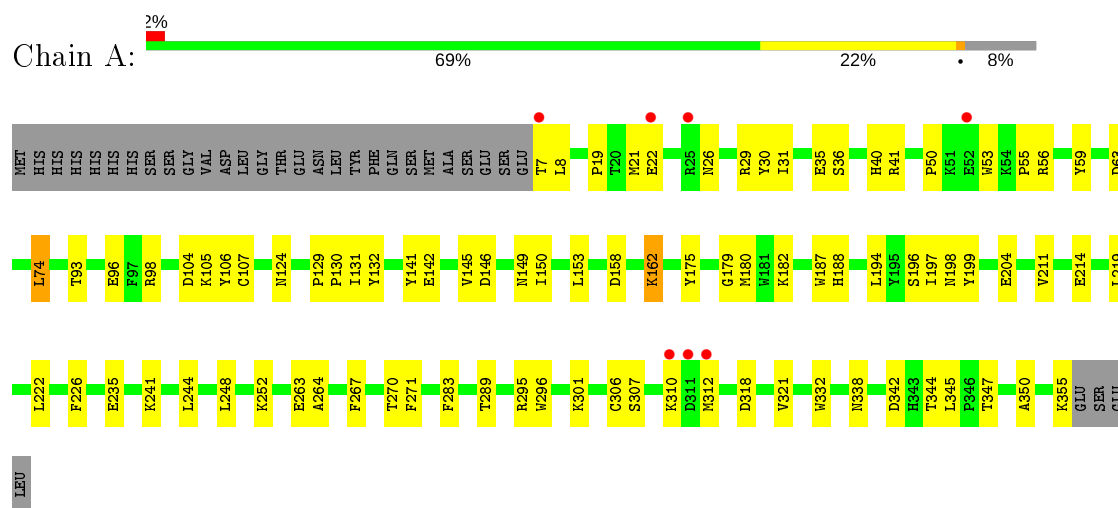 2%
Chain A:
69% 22% • 8%
MET HIS HIS HIS HIS HIS HIS SER SER GLY VAL ASP LEU GLY THR GLU ASN LEU TYR PHE GLN SER MET ALA SER GLU SER GLU T7 L8 P19 T20 M21 E22 R25 N26 R29 Y30 I31 E35 S36 H40 R41 P50 K51 E52 W53 K54 P55 R56 Y59 D63
L74 T93 E96 F97 R98 D104 K105 Y106 C107 N124 P129 P130 I131 Y132 Y141 E142 V145 D146 N149 I150 L153 D158 K162 Y175 G179 M180 W181 K182 W187 H188 L194 Y195 S196 I197 N198 Y199 E204 V211 E214 L219
L222 F226 E235 K241 L244 L248 K252 E263 A264 F267 T270 F271 F283 T289 R295 W296 K301 C306 S307 K310 D311 M312 D318 V321 W332 N338 D342 H343 T344 L345 P346 T347 A350 K355 GLU SER GLU
LEU